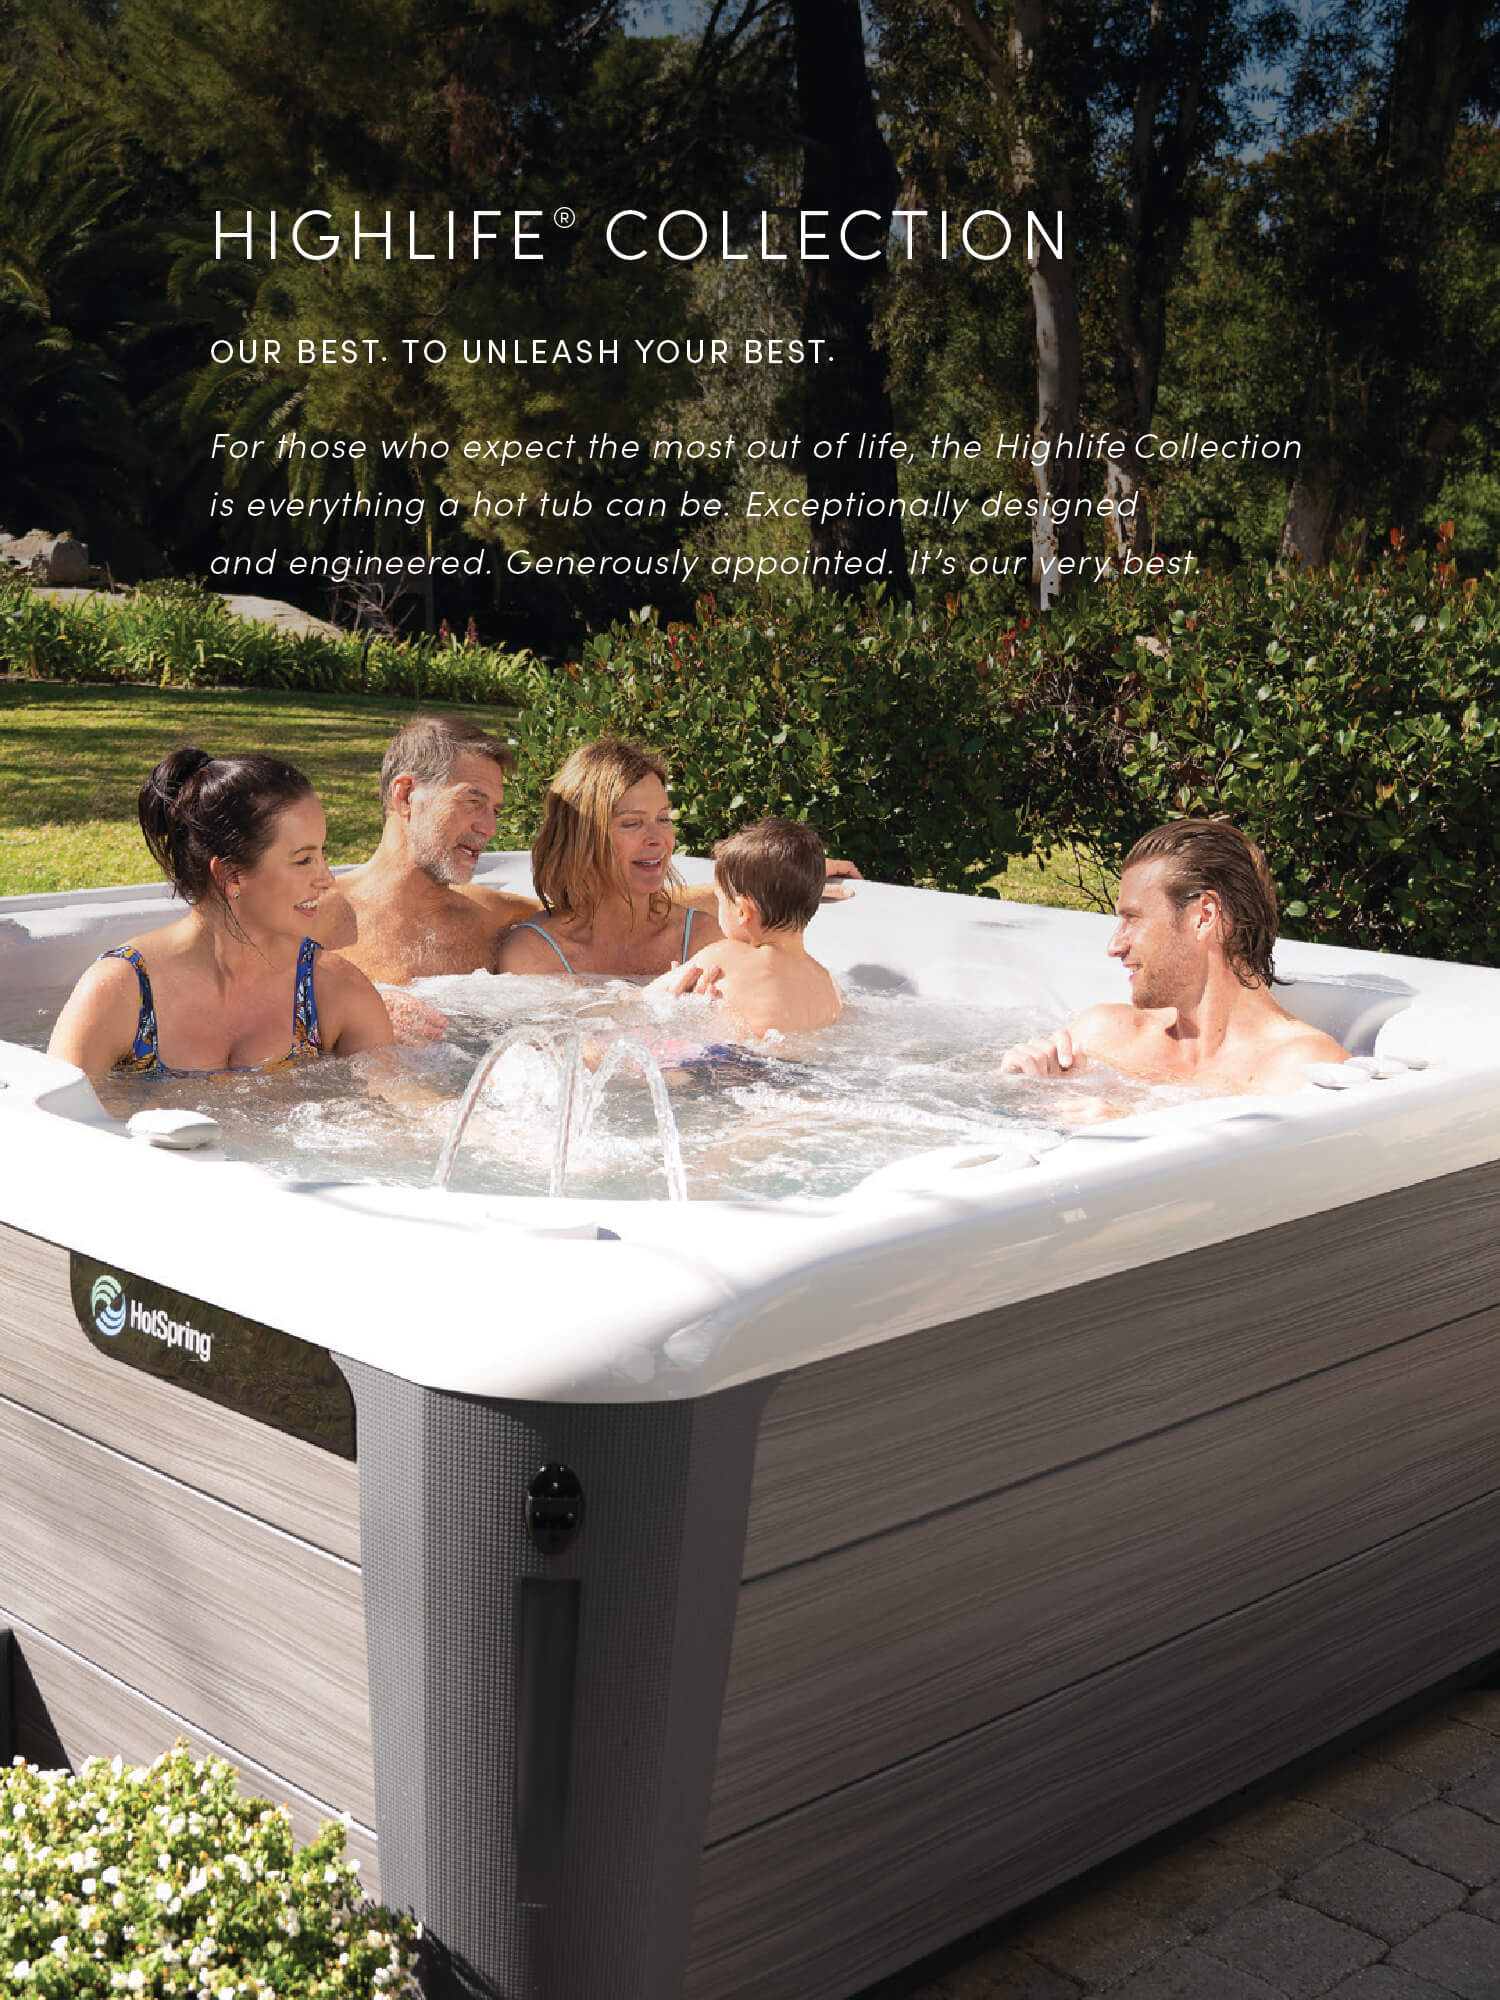 HIGHLIFE® COLLECTION
OUR BEST. TO UNLEASH YOUR BEST.
For those who expect the most out of life, the Highlife Collection
is everything a hot tub can be. Exceptionally designed
and engineered. Generously appointed. It's our very best.
HotSpring